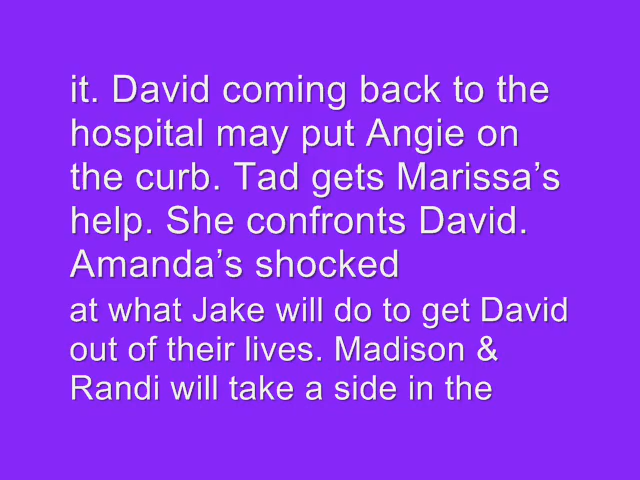 it. David coming back to the
hospital may put Angie on
the curb. Tad gets Marissa’s
help. She confronts David.
Amanda’s shocked
at what Jake will do to get David
out of their lives. Madison &
Randi will take a side in the